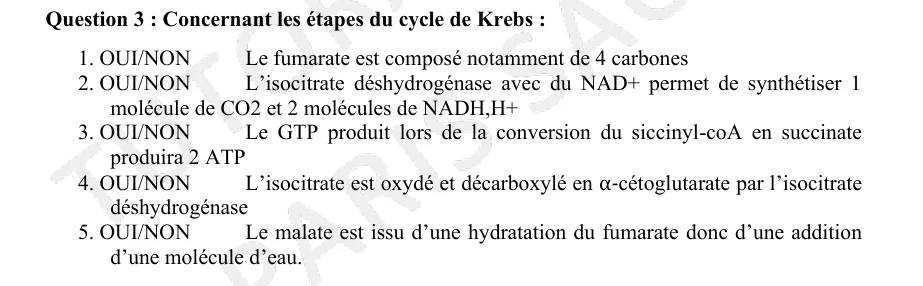 Question 3 : Concernant les étapes du cycle de Krebs :
1. OUI/NON Le fumarate est composé notamment de 4 carbones
2. OUI/NON L'isocitrate déshydrogénase avec du NAD+ permet de synthétiser 1
molécule de CO2 et 2 molécules de NADH,H+
3. OUI/NON Le GTP produit lors de la conversion du siccinyl-coA en succinate
produira 2 ATP
4. OUI/NON L'isocitrate est oxydé et décarboxylé en α-cétoglutarate par l'isocitrate
déshydrogénase
5. OUI/NON Le malate est issu d'une hydratation du fumarate donc d'une addition
d'une molécule d'eau.